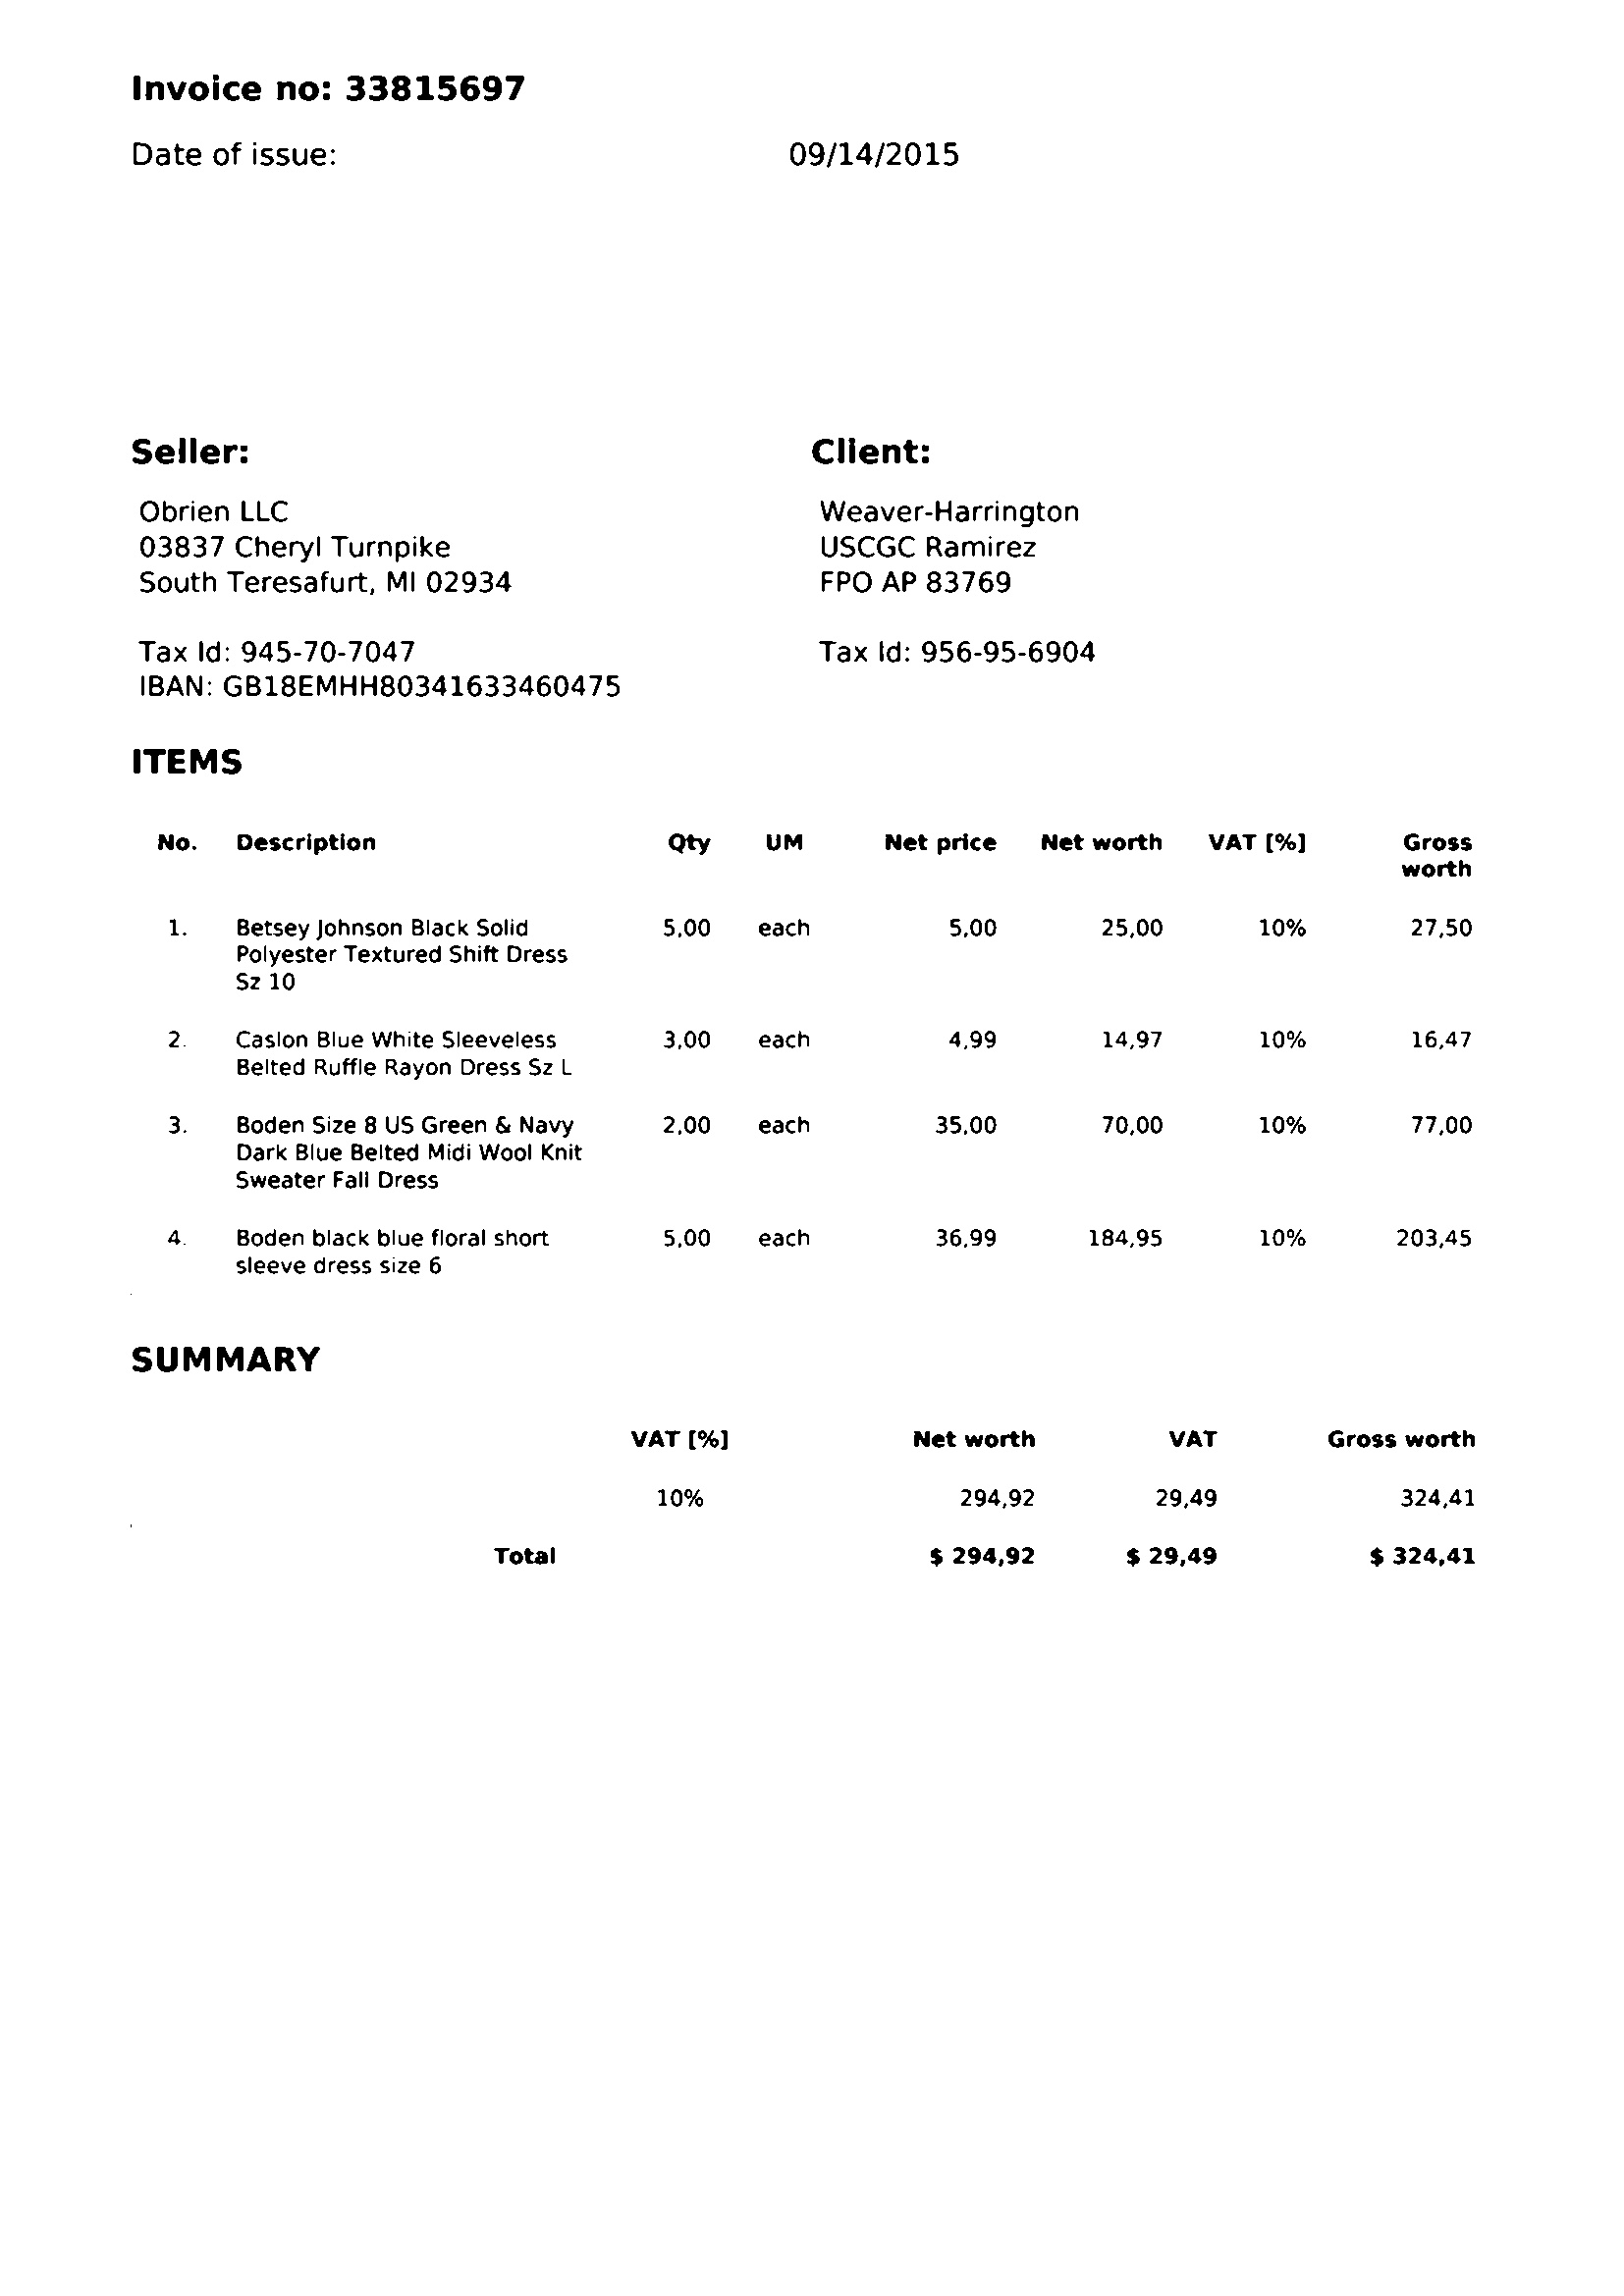 Invoice no: 33815697
Date of issue: 09/14/2015
Seller: Client:
Obrien LLC Weaver-Harrington
03837 Cheryl Turnpike USCGC Ramirez
South Teresafurt, MI 02934 FPO AP 83769
Tax Id: 945-70-7047 Tax Id: 956-95-6904
IBAN: GB18EMHH80341633460475
ITEMS
No. Description Qty UM Net price Net worth VAT [%] Gross
worth
1. Betsey Johnson Black Solid 5,00 each 5,00 25,00 10% 27,50
Polyester Textured Shift Dress
Sz 10
2. Caslon Blue White Sleeveless 3,00 each 4,99 14,97 10% 16,47
Belted Ruffle Rayon Dress Sz L
3. Boden Size 8 US Green & Navy 2,00 each 35,00 70,00 10% 77,00
Dark Blue Belted Midi Wool Knit
Sweater Fall Dress
4. Boden black blue floral short 5,00 each 36,99 184,95 10% 203,45
sleeve dress size 6
SUMMARY
VAT [%] Net worth VAT Gross worth
10% 294,92 29,49 324,41
Total $ 294,92 $ 29,49 $ 324,41